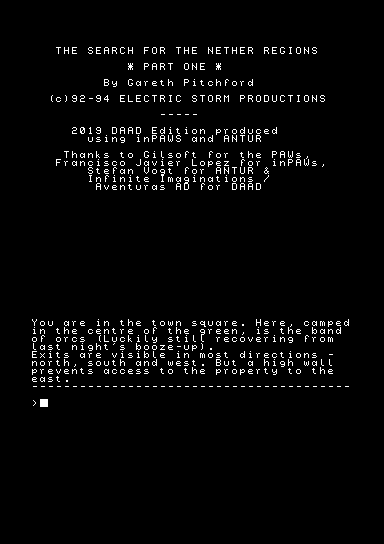 THE SEARCH FOR THE NETHER REGIONS
* PART ONE *
By Gareth Pitchford
(c)92-94 ELECTRIC STORM PRODUCTIONS
-----
2019 DAAD Edition produced
using inPAWS and ANTUR
Thanks to Gilsoft for the PAWs,
Francisco Javier Lopez for inPAWs,
Stefan Vogt for ANTUR &
Infinite Imaginations /
Aventuras AD for DAAD
You are in the town square. Here, camped
in the centre of the green, is the band
of orcs (Luckily still recovering from
last night's booze-up).
Exits are visible in most directions -
north, south and west. But a high wall
prevents access to the property to the
east.
----------------------------------------
>